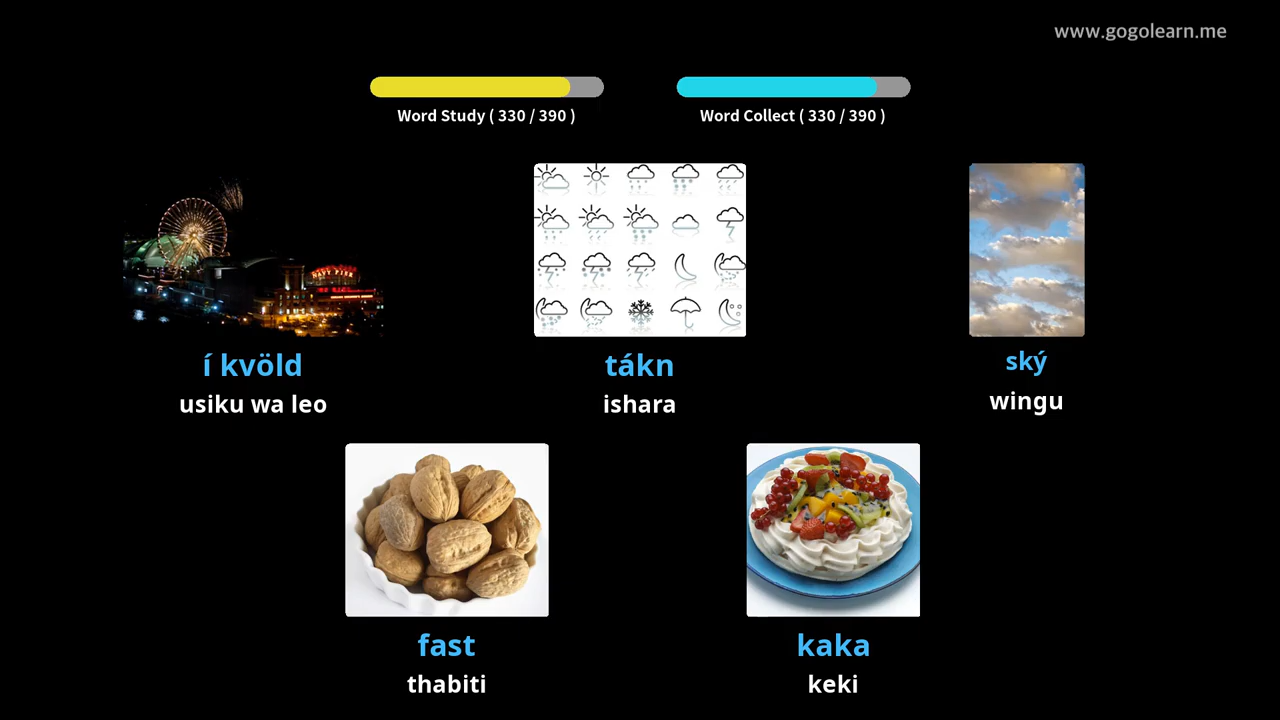 www.gogolearn.me
Word Study ( 330 / 390 )
Word Collect ( 330 / 390 )
í kvöld
usiku wa leo
tákn
ishara
ský
wingu
fast
thabiti
kaka
keki